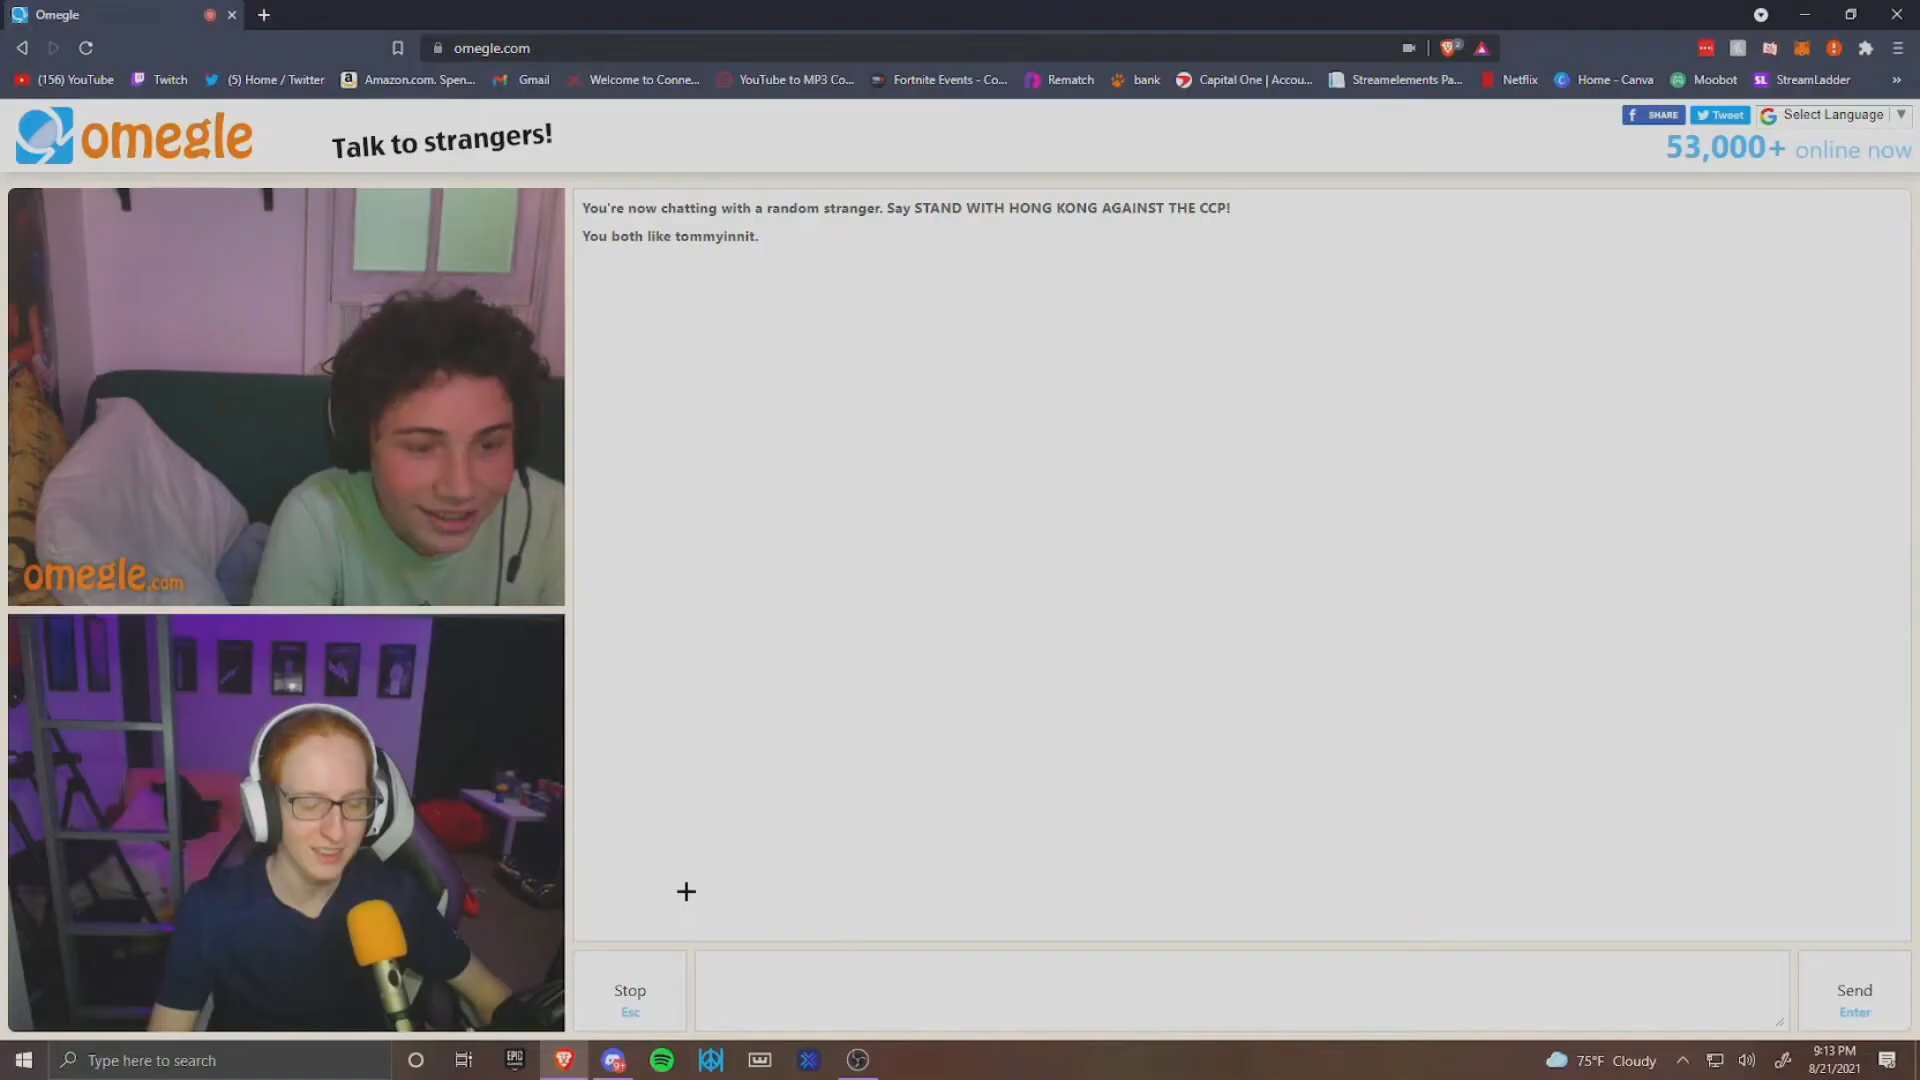 Omegle
omegle.com
(156) YouTube
Twitch
(5) Home / Twitter
Amazon.com. Spen...
Gmail
Welcome to Conne...
YouTube to MP3 Co...
Fortnite Events - Co...
Rematch
bank
Capital One | Accou...
Streamelements Pa...
Netflix
Home - Canva
Moobot
SL StreamLadder
omegle
Talk to strangers!
SHARE
Tweet
Select Language
53,000+ online now
You're now chatting with a random stranger. Say STAND WITH HONG KONG AGAINST THE CCP!
You both like tommyinnit.
omegle.com
Stop
Esc
Send
Enter
Type here to search
EPIC
9+
75°F Cloudy
9:13 PM
8/21/2021